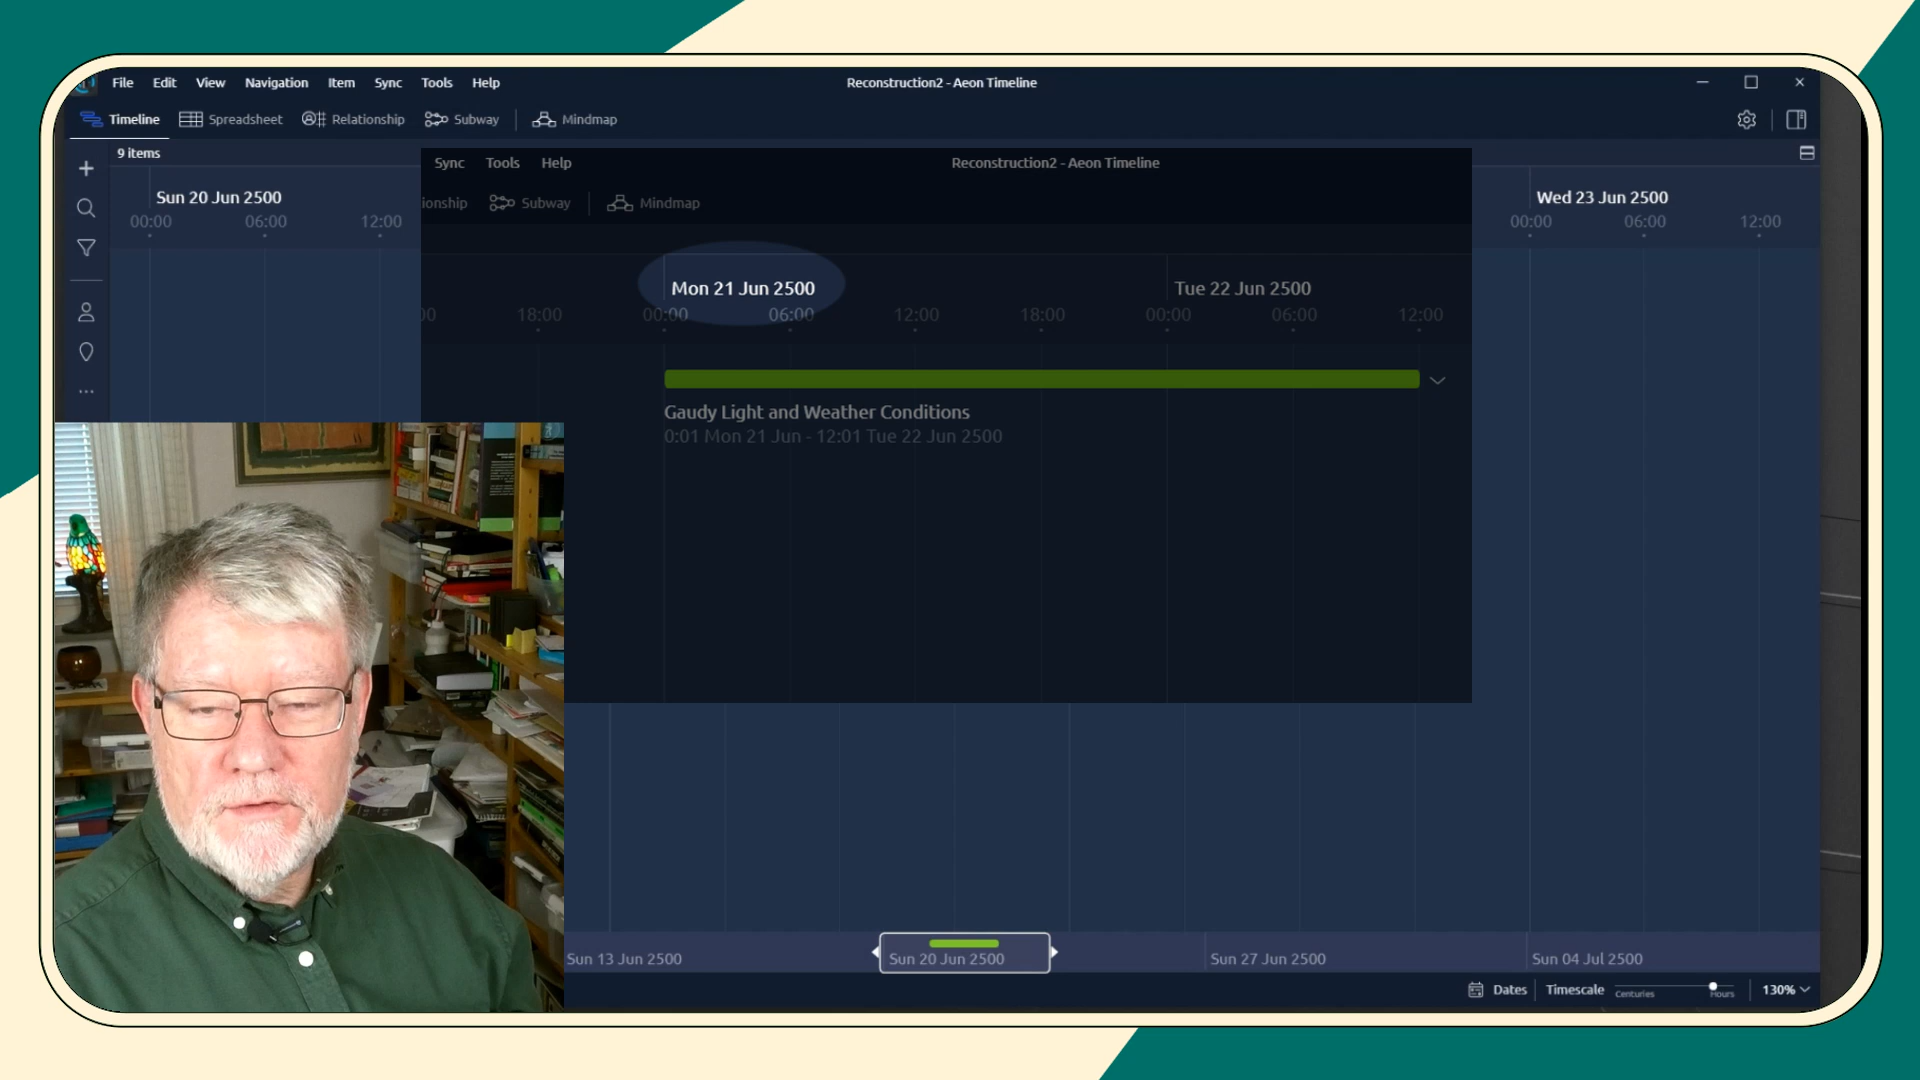 File Edit View Navigation Item Sync Tools Help
Reconstruction2 - Aeon Timeline
Timeline Spreadsheet Relationship Subway Mindmap
9 items
Sync Tools Help
Reconstruction2 - Aeon Timeline
ionship Subway Mindmap
Sun 20 Jun 2500
00:00 06:00 12:00
Wed 23 Jun 2500
00:00 06:00 12:00
Mon 21 Jun 2500
Tue 22 Jun 2500
00 18:00 00:00 06:00 12:00 18:00 00:00 06:00 12:00
Gaudy Light and Weather Conditions
0:01 Mon 21 Jun - 12:01 Tue 22 Jun 2500
Sun 13 Jun 2500
Sun 20 Jun 2500
Sun 27 Jun 2500
Sun 04 Jul 2500
Dates Timescale Centuries Hours 130%